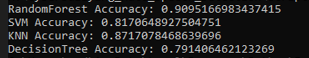 RandomForest Accuracy: 0.9095166983437415
SVM Accuracy: 0.8170648927504751
KNN Accuracy: 0.8717078468639696
DecisionTree Accuracy: 0.791406462123269